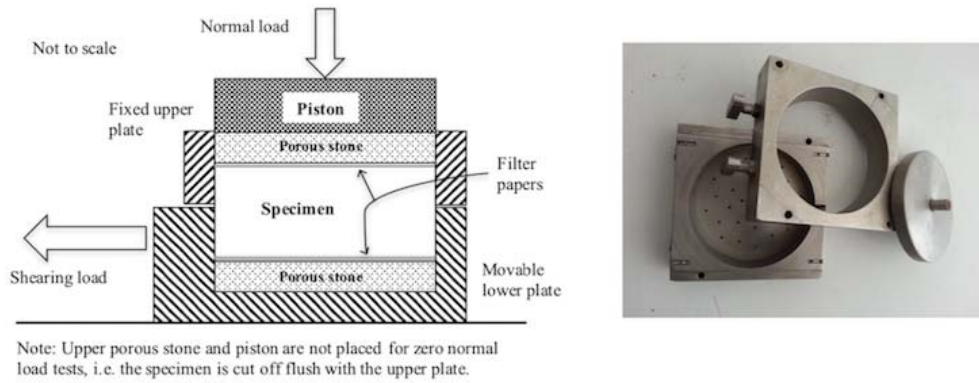 Normal load
Not to scale
Piston
Fixed upper
plate
Porous stone
Filter
papers
Specimen
Shearing load
Porous stone
Movable
lower plate
Note: Upper porous stone and piston are not placed for zero normal
load tests, i.e. the specimen is cut off flush with the upper plate.